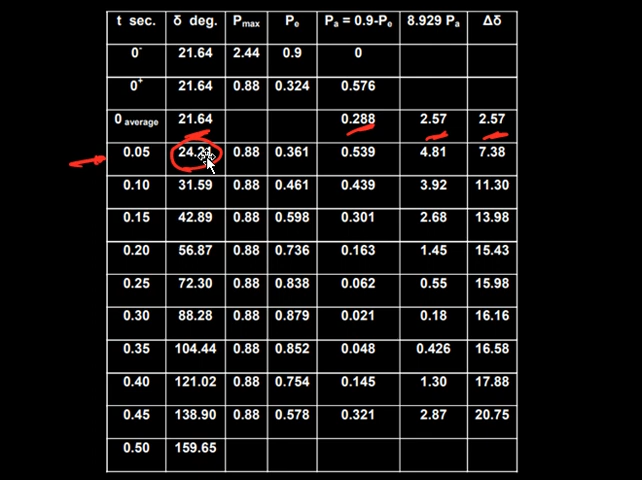 t sec. δ deg. Pmax Pe Pa = 0.9-Pe 8.929 Pa Δδ
0- 21.64 2.44 0.9 0
0+ 21.64 0.88 0.324 0.576
0 average 21.64 0.288 2.57 2.57
0.05 24.21 0.88 0.361 0.539 4.81 7.38
0.10 31.59 0.88 0.461 0.439 3.92 11.30
0.15 42.89 0.88 0.598 0.301 2.68 13.98
0.20 56.87 0.88 0.736 0.163 1.45 15.43
0.25 72.30 0.88 0.838 0.062 0.55 15.98
0.30 88.28 0.88 0.879 0.021 0.18 16.16
0.35 104.44 0.88 0.852 0.048 0.426 16.58
0.40 121.02 0.88 0.754 0.145 1.30 17.88
0.45 138.90 0.88 0.578 0.321 2.87 20.75
0.50 159.65